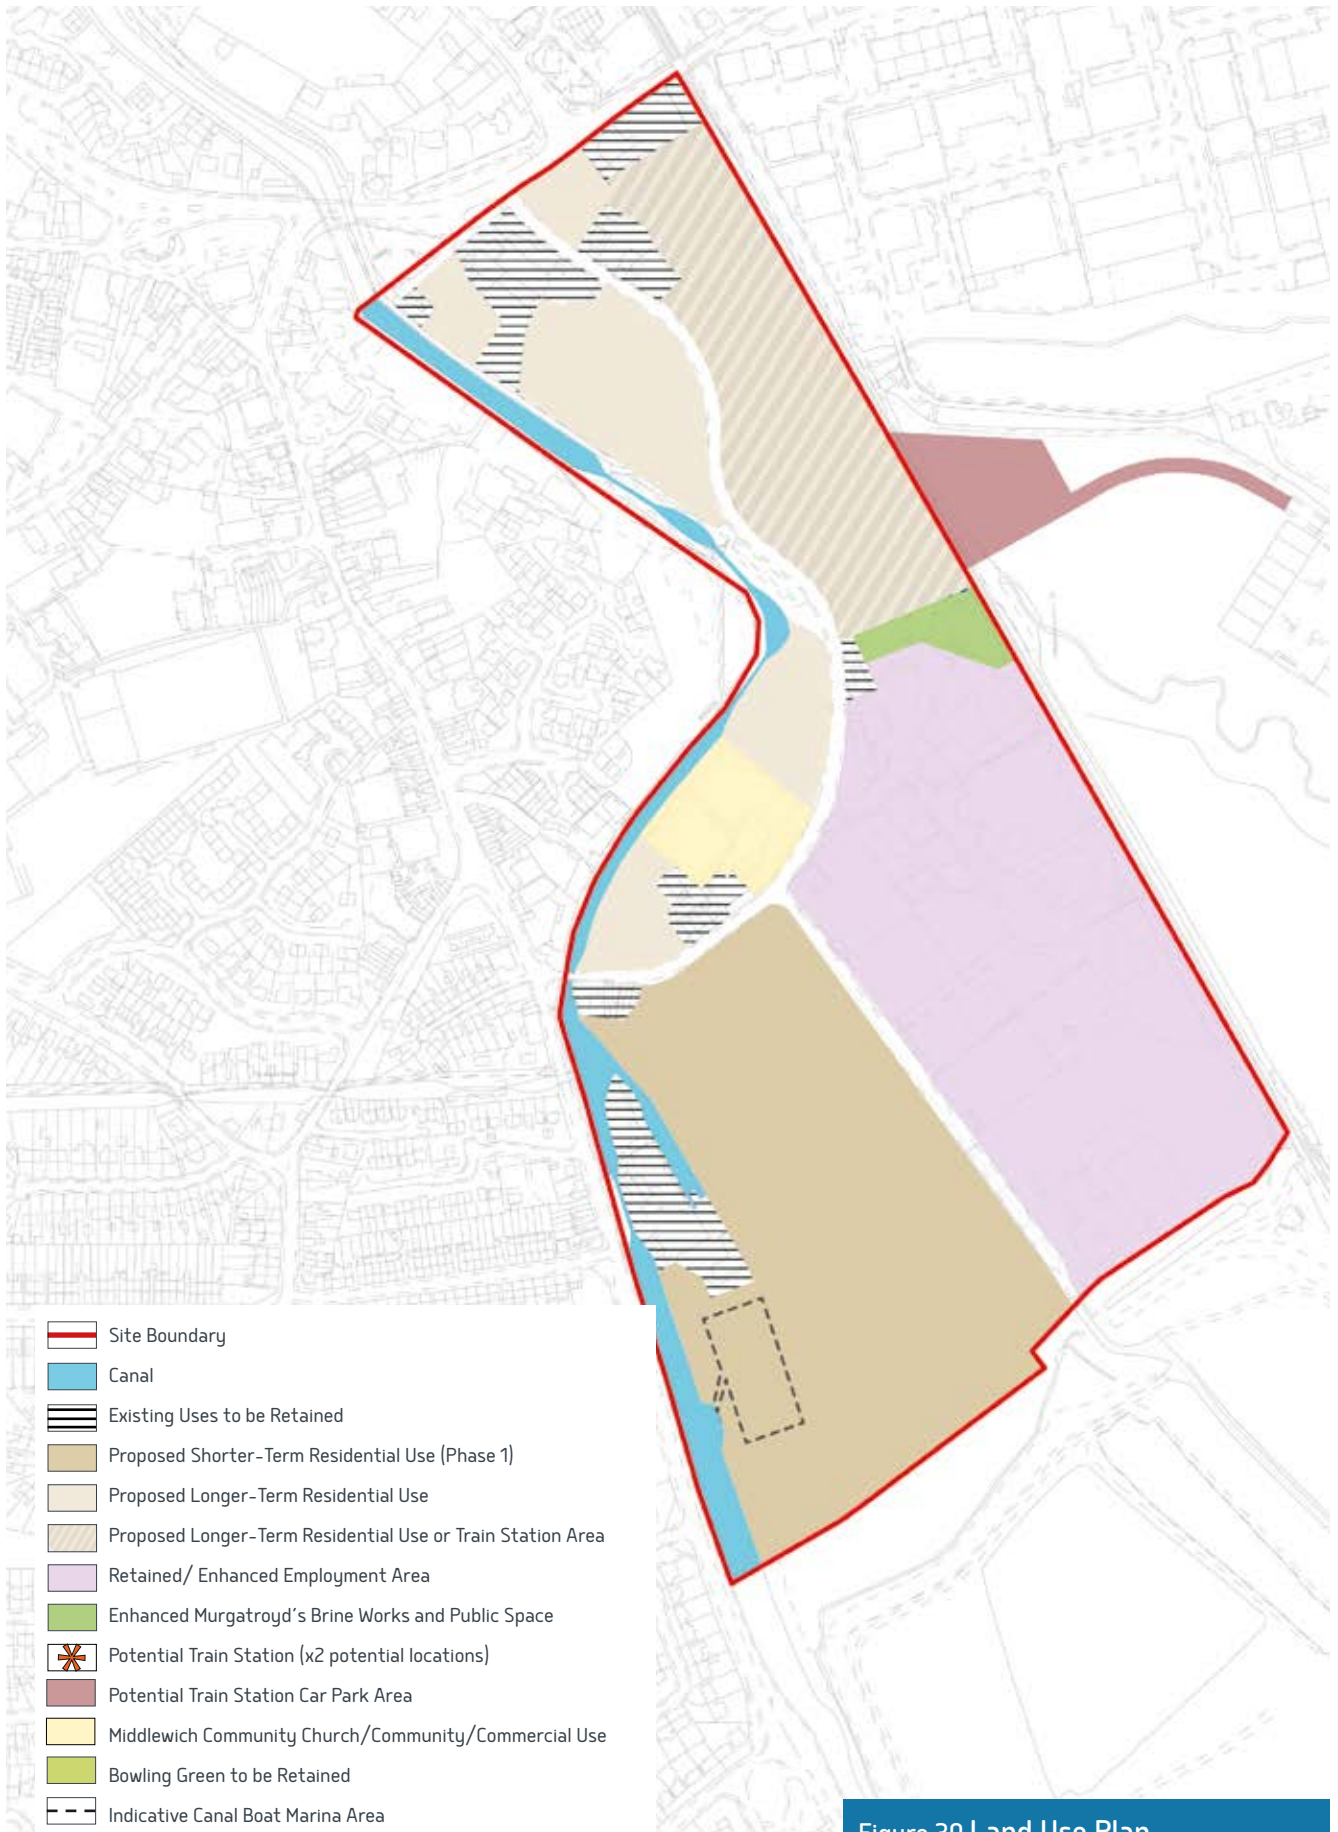 Site Boundary
Canal
Existing Uses to be Retained
Proposed Shorter-Term Residential Use (Phase 1)
Proposed Longer-Term Residential Use
Proposed Longer-Term Residential Use or Train Station Area
Retained/ Enhanced Employment Area
Enhanced Murgatroyd's Brine Works and Public Space
Potential Train Station (x2 potential locations)
Potential Train Station Car Park Area
Middlewich Community Church/Community/Commercial Use
Bowling Green to be Retained
Indicative Canal Boat Marina Area
Land Use Plan